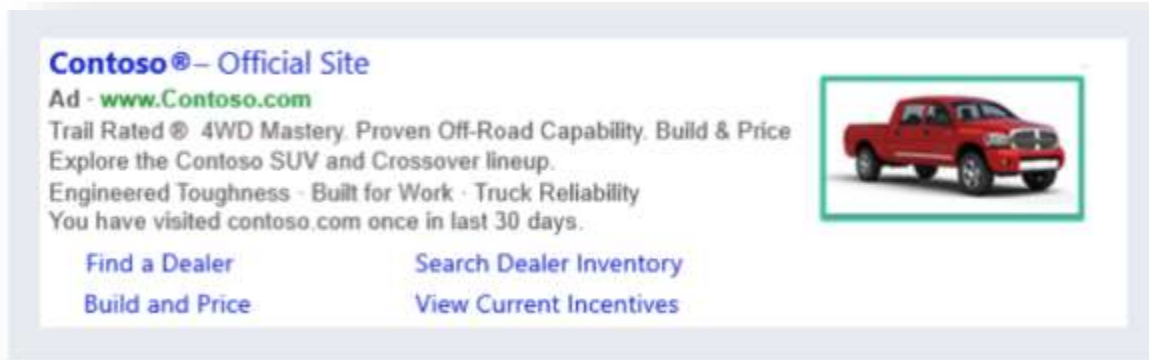 Contoso®– Official Site
Ad · www.Contoso.com
Trail Rated ® 4WD Mastery. Proven Off-Road Capability. Build & Price
Explore the Contoso SUV and Crossover lineup.
Engineered Toughness · Built for Work · Truck Reliability
You have visited contoso.com once in last 30 days.
Find a Dealer Search Dealer Inventory
Build and Price View Current Incentives